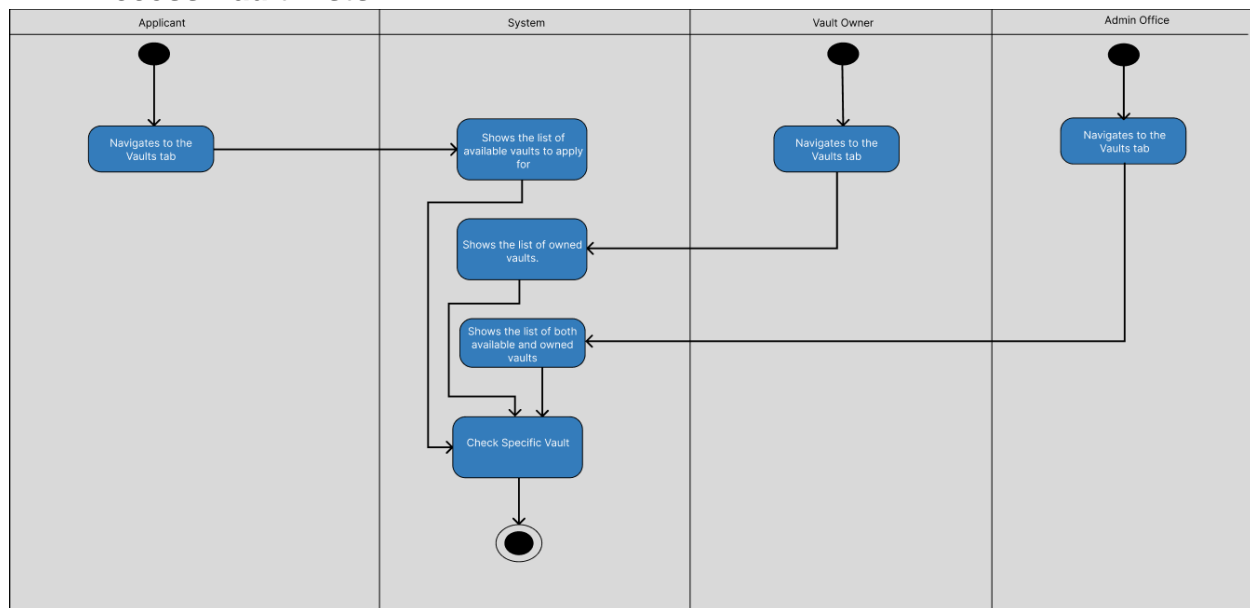 Applicant
System
Vault Owner
Admin Office
Navigates to the
Vaults tab
Shows the list of
available vaults to apply
for
Navigates to the
Vaults tab
Navigates to the
Vaults tab
Shows the list of owned
vaults.
Shows the list of both
available and owned
vaults
Check Specific Vault